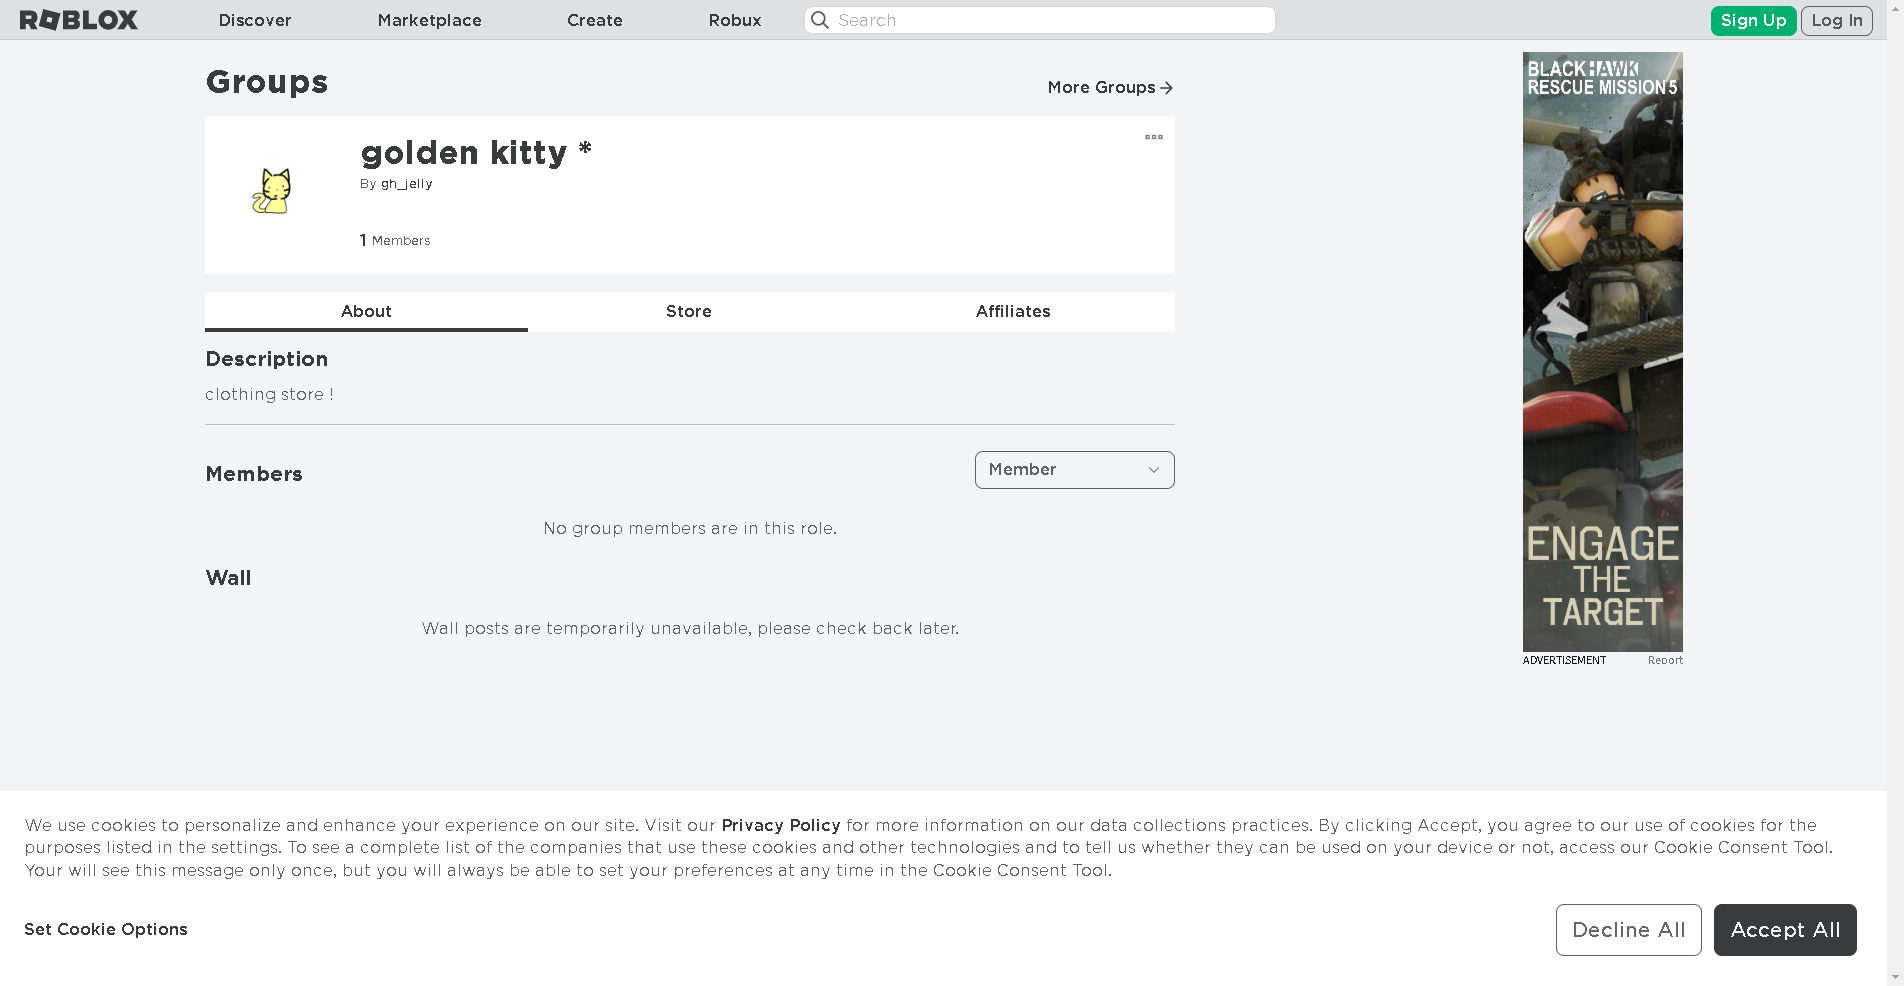 ROBLOX
Discover
Marketplace
Create
Robux
Search
Sign Up
Log In
Groups
More Groups
golden kitty *
By gh_jelly
1 Members
About
Store
Affiliates
Description
clothing store !
Members
Member
No group members are in this role.
Wall
Wall posts are temporarily unavailable, please check back later.
BLACKHAWK
RESCUE MISSION 5
ENGAGE
THE
TARGET
ADVERTISEMENT
Report
We use cookies to personalize and enhance your experience on our site. Visit our Privacy Policy for more information on our data collections practices. By clicking Accept, you agree to our use of cookies for the
purposes listed in the settings. To see a complete list of the companies that use these cookies and other technologies and to tell us whether they can be used on your device or not, access our Cookie Consent Tool.
Your will see this message only once, but you will always be able to set your preferences at any time in the Cookie Consent Tool.
Set Cookie Options
Decline All
Accept All